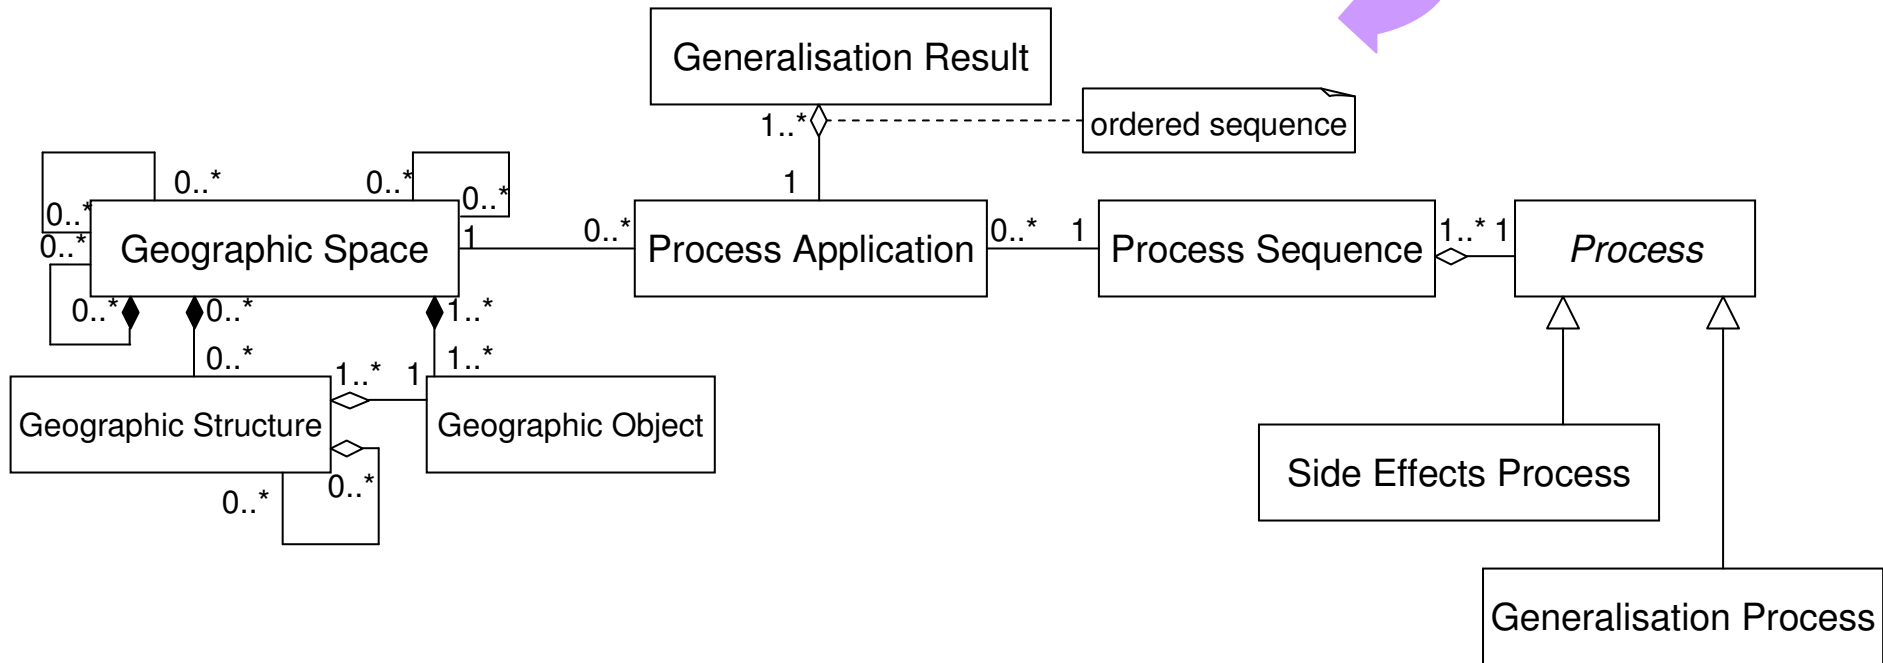 Generalisation Result
1..*
ordered sequence
0..*
0..*
1
0..*
0..*
0..*
Geographic Space
1
0..*
Process Application
0..*
1
Process Sequence
1..*
1
Process
0..*
0..*
1..*
0..*
1..*
1..*
1
Geographic Structure
Geographic Object
0..*
0..*
Side Effects Process
Generalisation Process